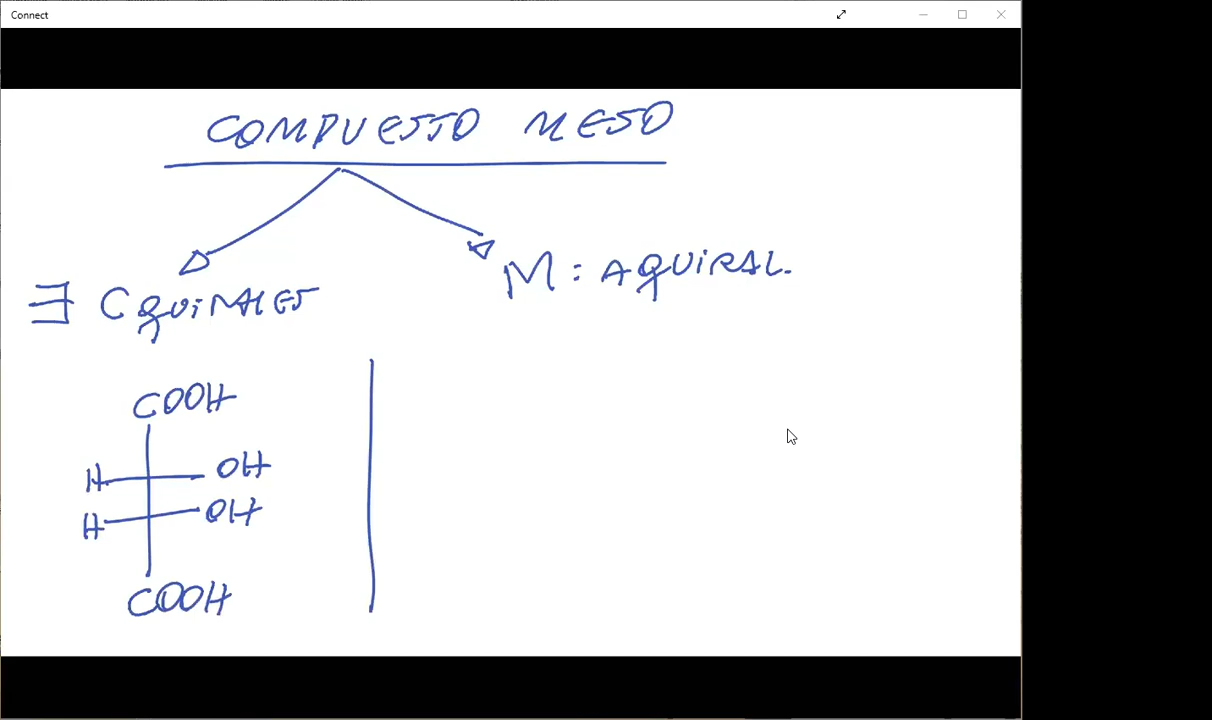 Connect
COMPUESTO MESO
M: AQUIRAL.
∃ C QUIRALES
COOH
H OH
H OH
COOH